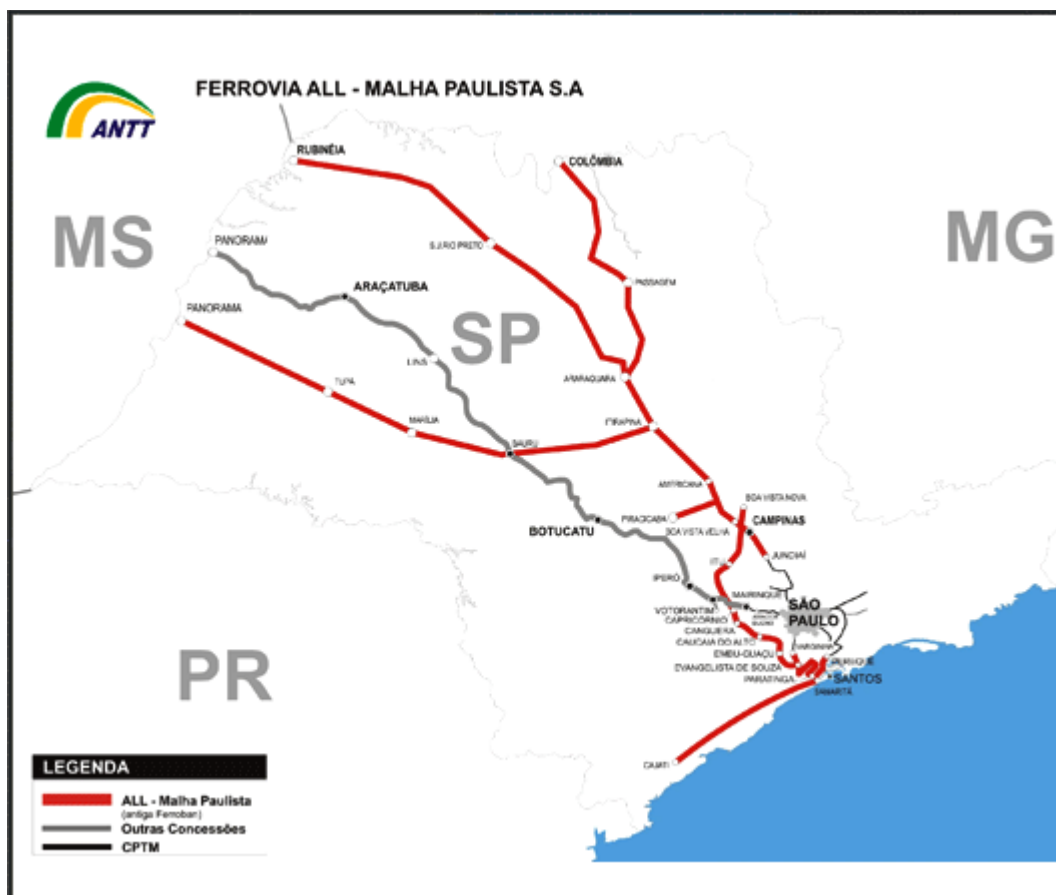 FERROVIA ALL - MALHA PAULISTA S.A
ANTT
RUBINÉIA
COLÔMBIA
MS
MG
PANORAMA
S.J.RIO PRETO
PASSAGEM
ARAÇATUBA
PANORAMA
SP
LINS
ARARAQUARA
TUPÃ
MARÍLIA
ITIRAPINA
BAURU
AMERICANA
BOA VISTA NOVA
PIRACICABA
BOTUCATU
BOA VISTA VELHA
CAMPINAS
JUNDIAÍ
ITU
IPERÓ
MAIRINQUE
SÃO
PAULO
VOTORANTIM
CAPRICÓRNIO
CANGUERA
CAUCAIA DO ALTO
EMBU-GUAÇU
VARGINHA
EVANGELISTA DE SOUZA
PARATINGA
SANTOS
SAMARITÁ
PR
CAJATI
LEGENDA
ALL - Malha Paulista
(antiga Ferroban)
Outras Concessões
CPTM